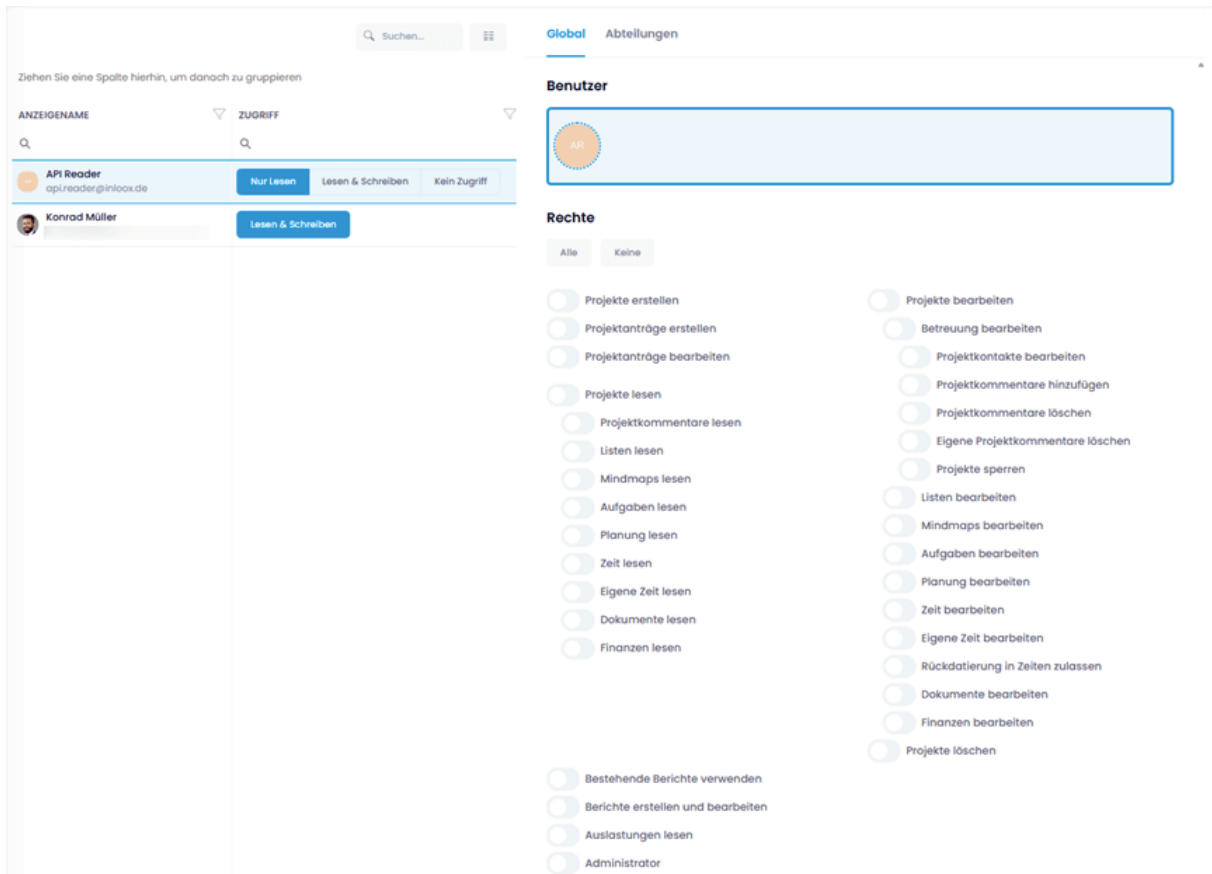 Suchen...
Ziehen Sie eine Spalte hierhin, um danach zu gruppieren
ANZEIGENAME
ZUGRIFF
API Reader
api.reader@inloox.de
Nur Lesen
Lesen & Schreiben
Kein Zugriff
Konrad Müller
Lesen & Schreiben
Global
Abteilungen
Benutzer
AR
Rechte
Alle
Keine
Projekte erstellen
Projektanträge erstellen
Projektanträge bearbeiten
Projekte lesen
Projektkommentare lesen
Listen lesen
Mindmaps lesen
Aufgaben lesen
Planung lesen
Zeit lesen
Eigene Zeit lesen
Dokumente lesen
Finanzen lesen
Projekte bearbeiten
Betreuung bearbeiten
Projektkontakte bearbeiten
Projektkommentare hinzufügen
Projektkommentare löschen
Eigene Projektkommentare löschen
Projekte sperren
Listen bearbeiten
Mindmaps bearbeiten
Aufgaben bearbeiten
Planung bearbeiten
Zeit bearbeiten
Eigene Zeit bearbeiten
Rückdatierung in Zeiten zulassen
Dokumente bearbeiten
Finanzen bearbeiten
Projekte löschen
Bestehende Berichte verwenden
Berichte erstellen und bearbeiten
Auslastungen lesen
Administrator